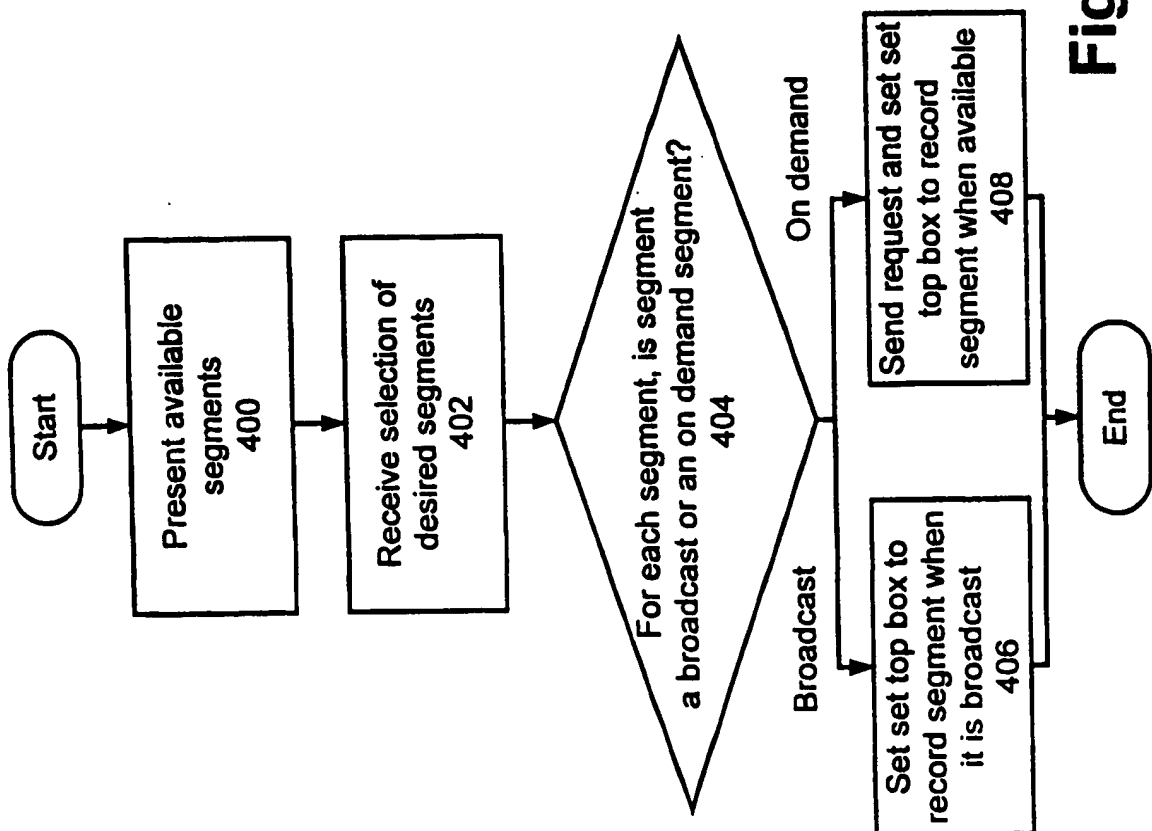 Start
Present available
segments
400
Receive selection of
desired segments
402
For each segment, is segment
a broadcast or an on demand segment?
404
Broadcast
On demand
Set set top box to
record segment when
it is broadcast
406
Send request and set set
top box to record
segment when available
408
End
Fig